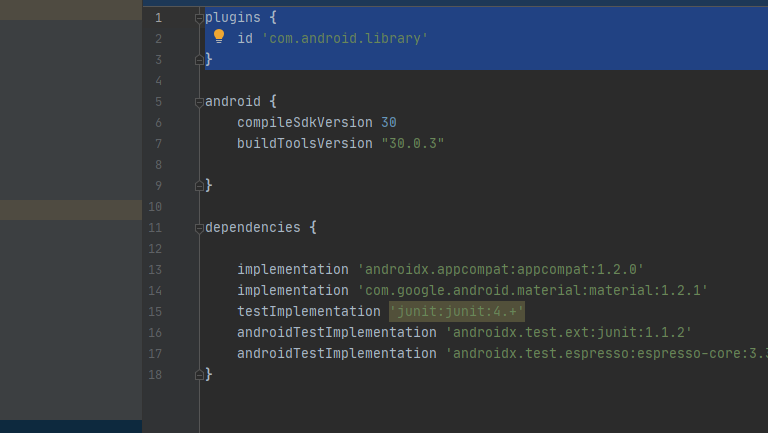 1 plugins {
2 id 'com.android.library'
3 }
4
5 android {
6 compileSdkVersion 30
7 buildToolsVersion "30.0.3"
8
9 }
10
11 dependencies {
12
13 implementation 'androidx.appcompat:appcompat:1.2.0'
14 implementation 'com.google.android.material:material:1.2.1'
15 testImplementation 'junit:junit:4.+'
16 androidTestImplementation 'androidx.test.ext:junit:1.1.2'
17 androidTestImplementation 'androidx.test.espresso:espresso-core:3.3
18 }